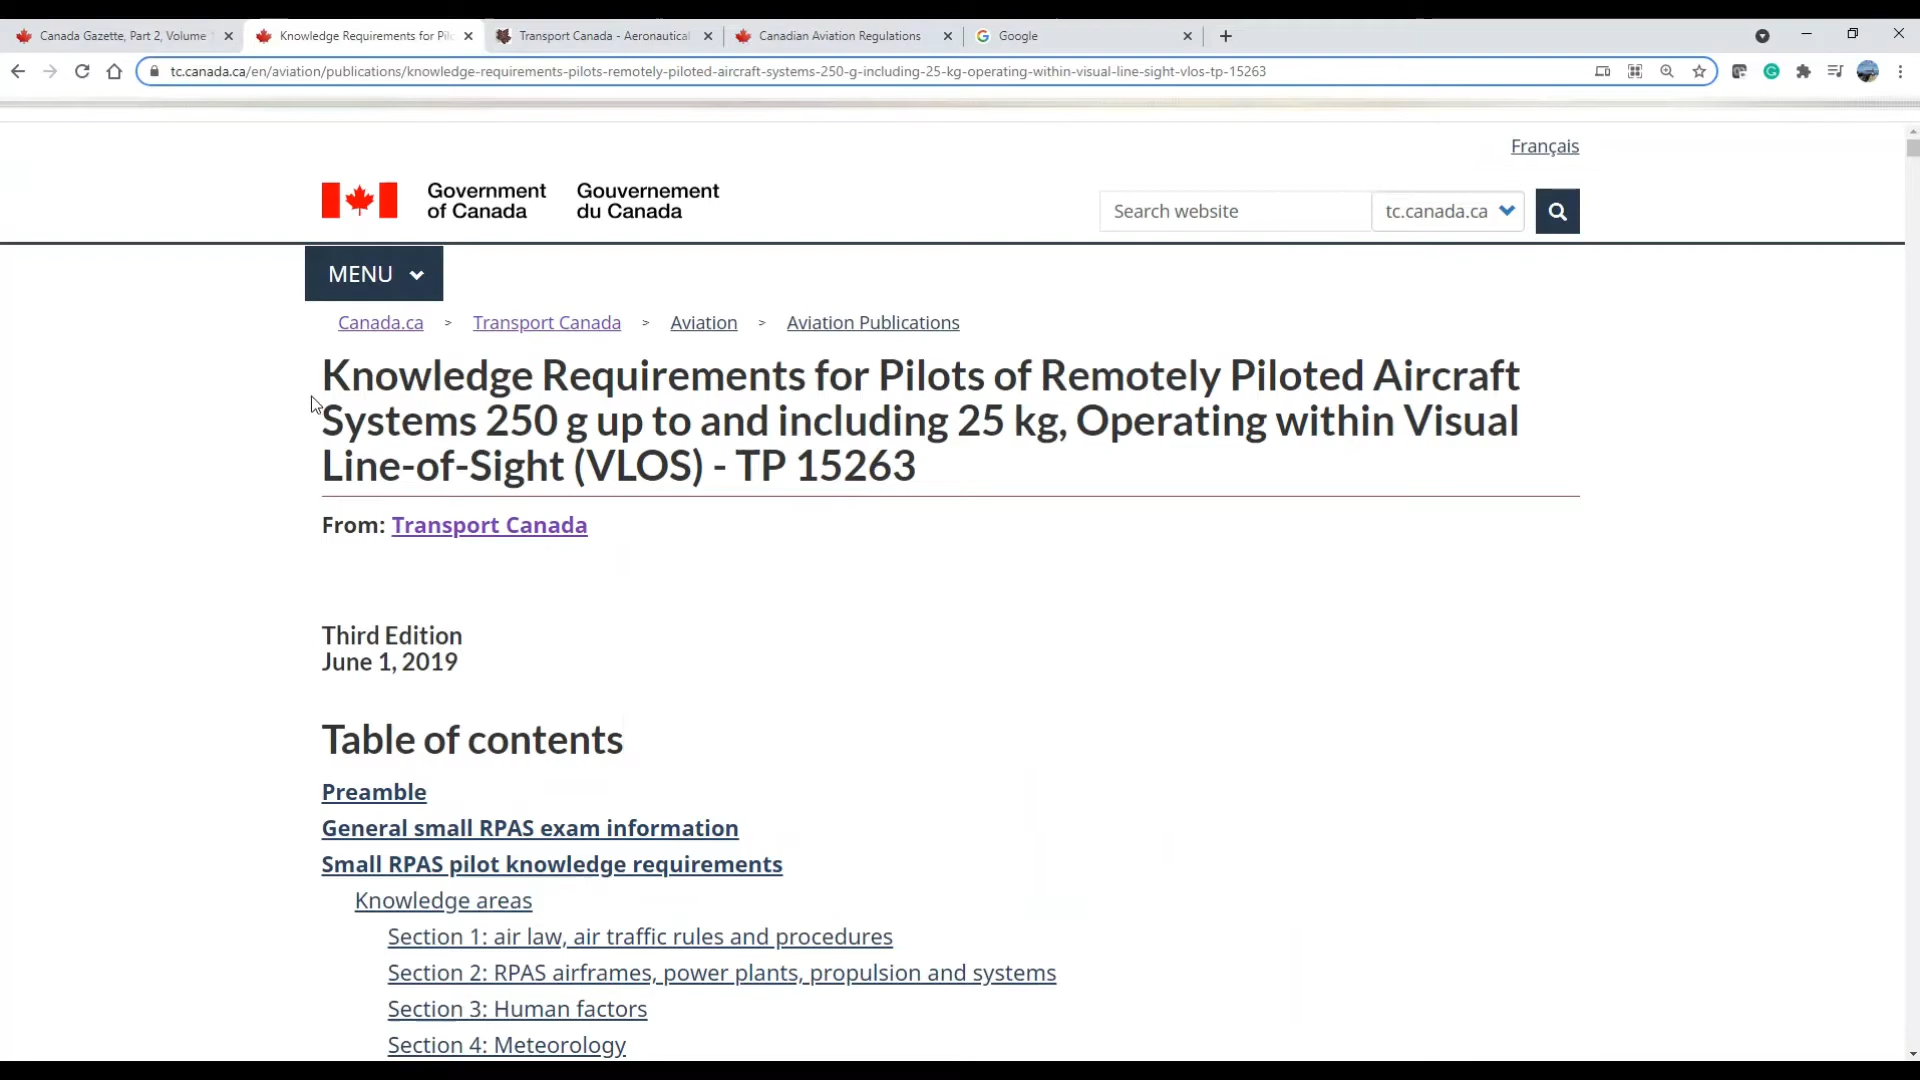 Canada Gazette, Part 2, Volume
Knowledge Requirements for Pil
Transport Canada - Aeronautical
Canadian Aviation Regulations
Google
tc.canada.ca/en/aviation/publications/knowledge-requirements-pilots-remotely-piloted-aircraft-systems-250-g-including-25-kg-operating-within-visual-line-sight-vlos-tp-15263
Français
Government of Canada
Gouvernement du Canada
Search website
tc.canada.ca
MENU
Canada.ca > Transport Canada > Aviation > Aviation Publications
Knowledge Requirements for Pilots of Remotely Piloted Aircraft
Systems 250 g up to and including 25 kg, Operating within Visual
Line-of-Sight (VLOS) - TP 15263
From: Transport Canada
Third Edition
June 1, 2019
Table of contents
Preamble
General small RPAS exam information
Small RPAS pilot knowledge requirements
Knowledge areas
Section 1: air law, air traffic rules and procedures
Section 2: RPAS airframes, power plants, propulsion and systems
Section 3: Human factors
Section 4: Meteorology